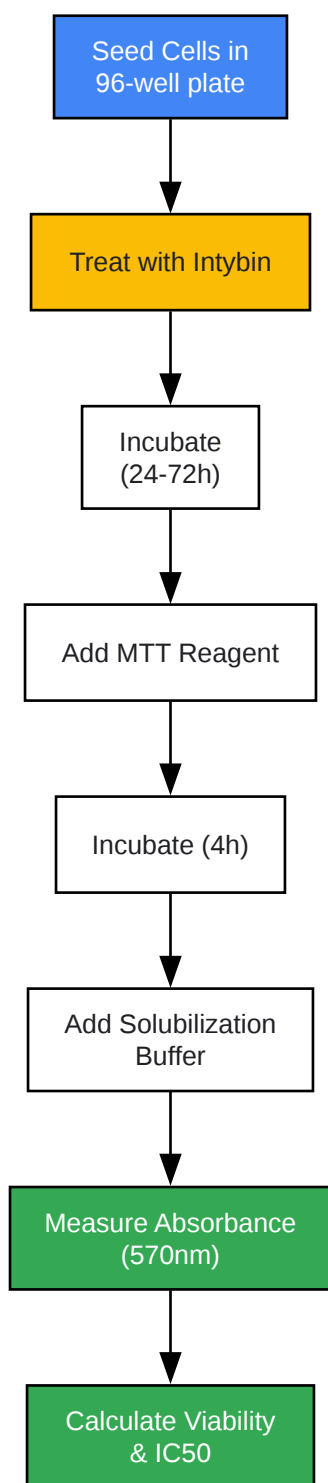 Seed Cells in
96-well plate
Treat with Intybin
Incubate
(24-72h)
Add MTT Reagent
Incubate (4h)
Add Solubilization
Buffer
Measure Absorbance
(570nm)
Calculate Viability
& IC50